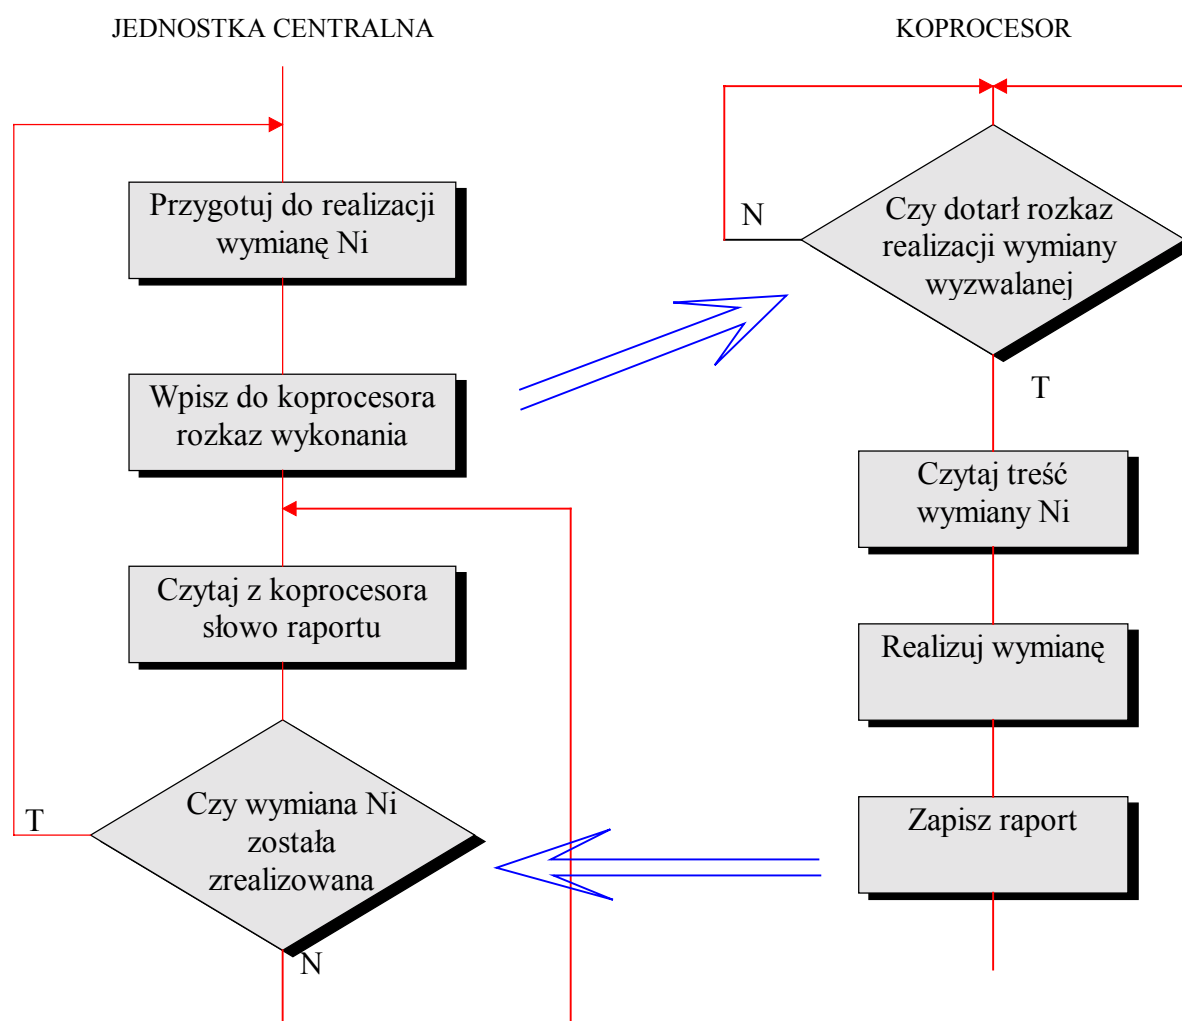 JEDNOSTKA CENTRALNA
KOPROCESOR
Przygotuj do realizacji
wymianę Ni
Wpisz do koprocesora
rozkaz wykonania
Czytaj z koprocesora
słowo raportu
Czy wymiana Ni
została
zrealizowana
T
N
Czy dotarł rozkaz
realizacji wymiany
wyzwalanej
N
T
Czytaj treść
wymiany Ni
Realizuj wymianę
Zapisz raport